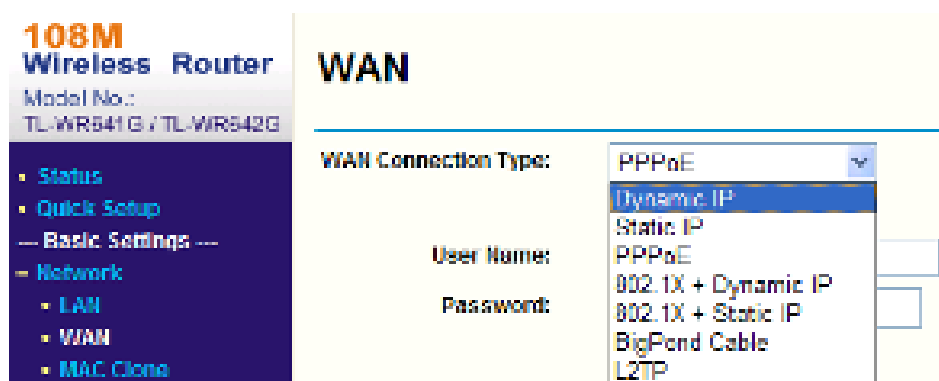 108M
Wireless Router
Model No.:
TL-WR641G / TL-WR642G
• Status
• Quick Setup
--- Basic Settings ---
– Network
• LAN
• WAN
• MAC Clone
WAN
WAN Connection Type:
PPPoE
Dynamic IP
Static IP
PPPoE
802.1X + Dynamic IP
802.1X + Static IP
BigPond Cable
L2TP
User Name:
Password: